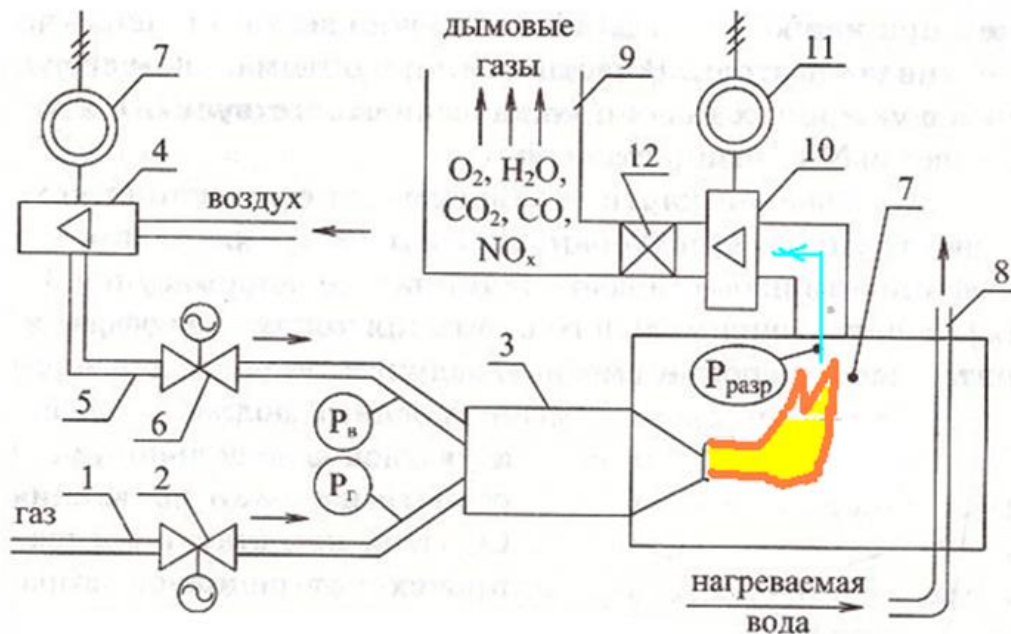 7
4
воздух
дымовые
газы
9
11
O₂, H₂O,
CO₂, CO,
NOₓ
12
10
7
8
3
Pразр
5
6
Pв
Pг
1
2
газ
нагреваемая
вода